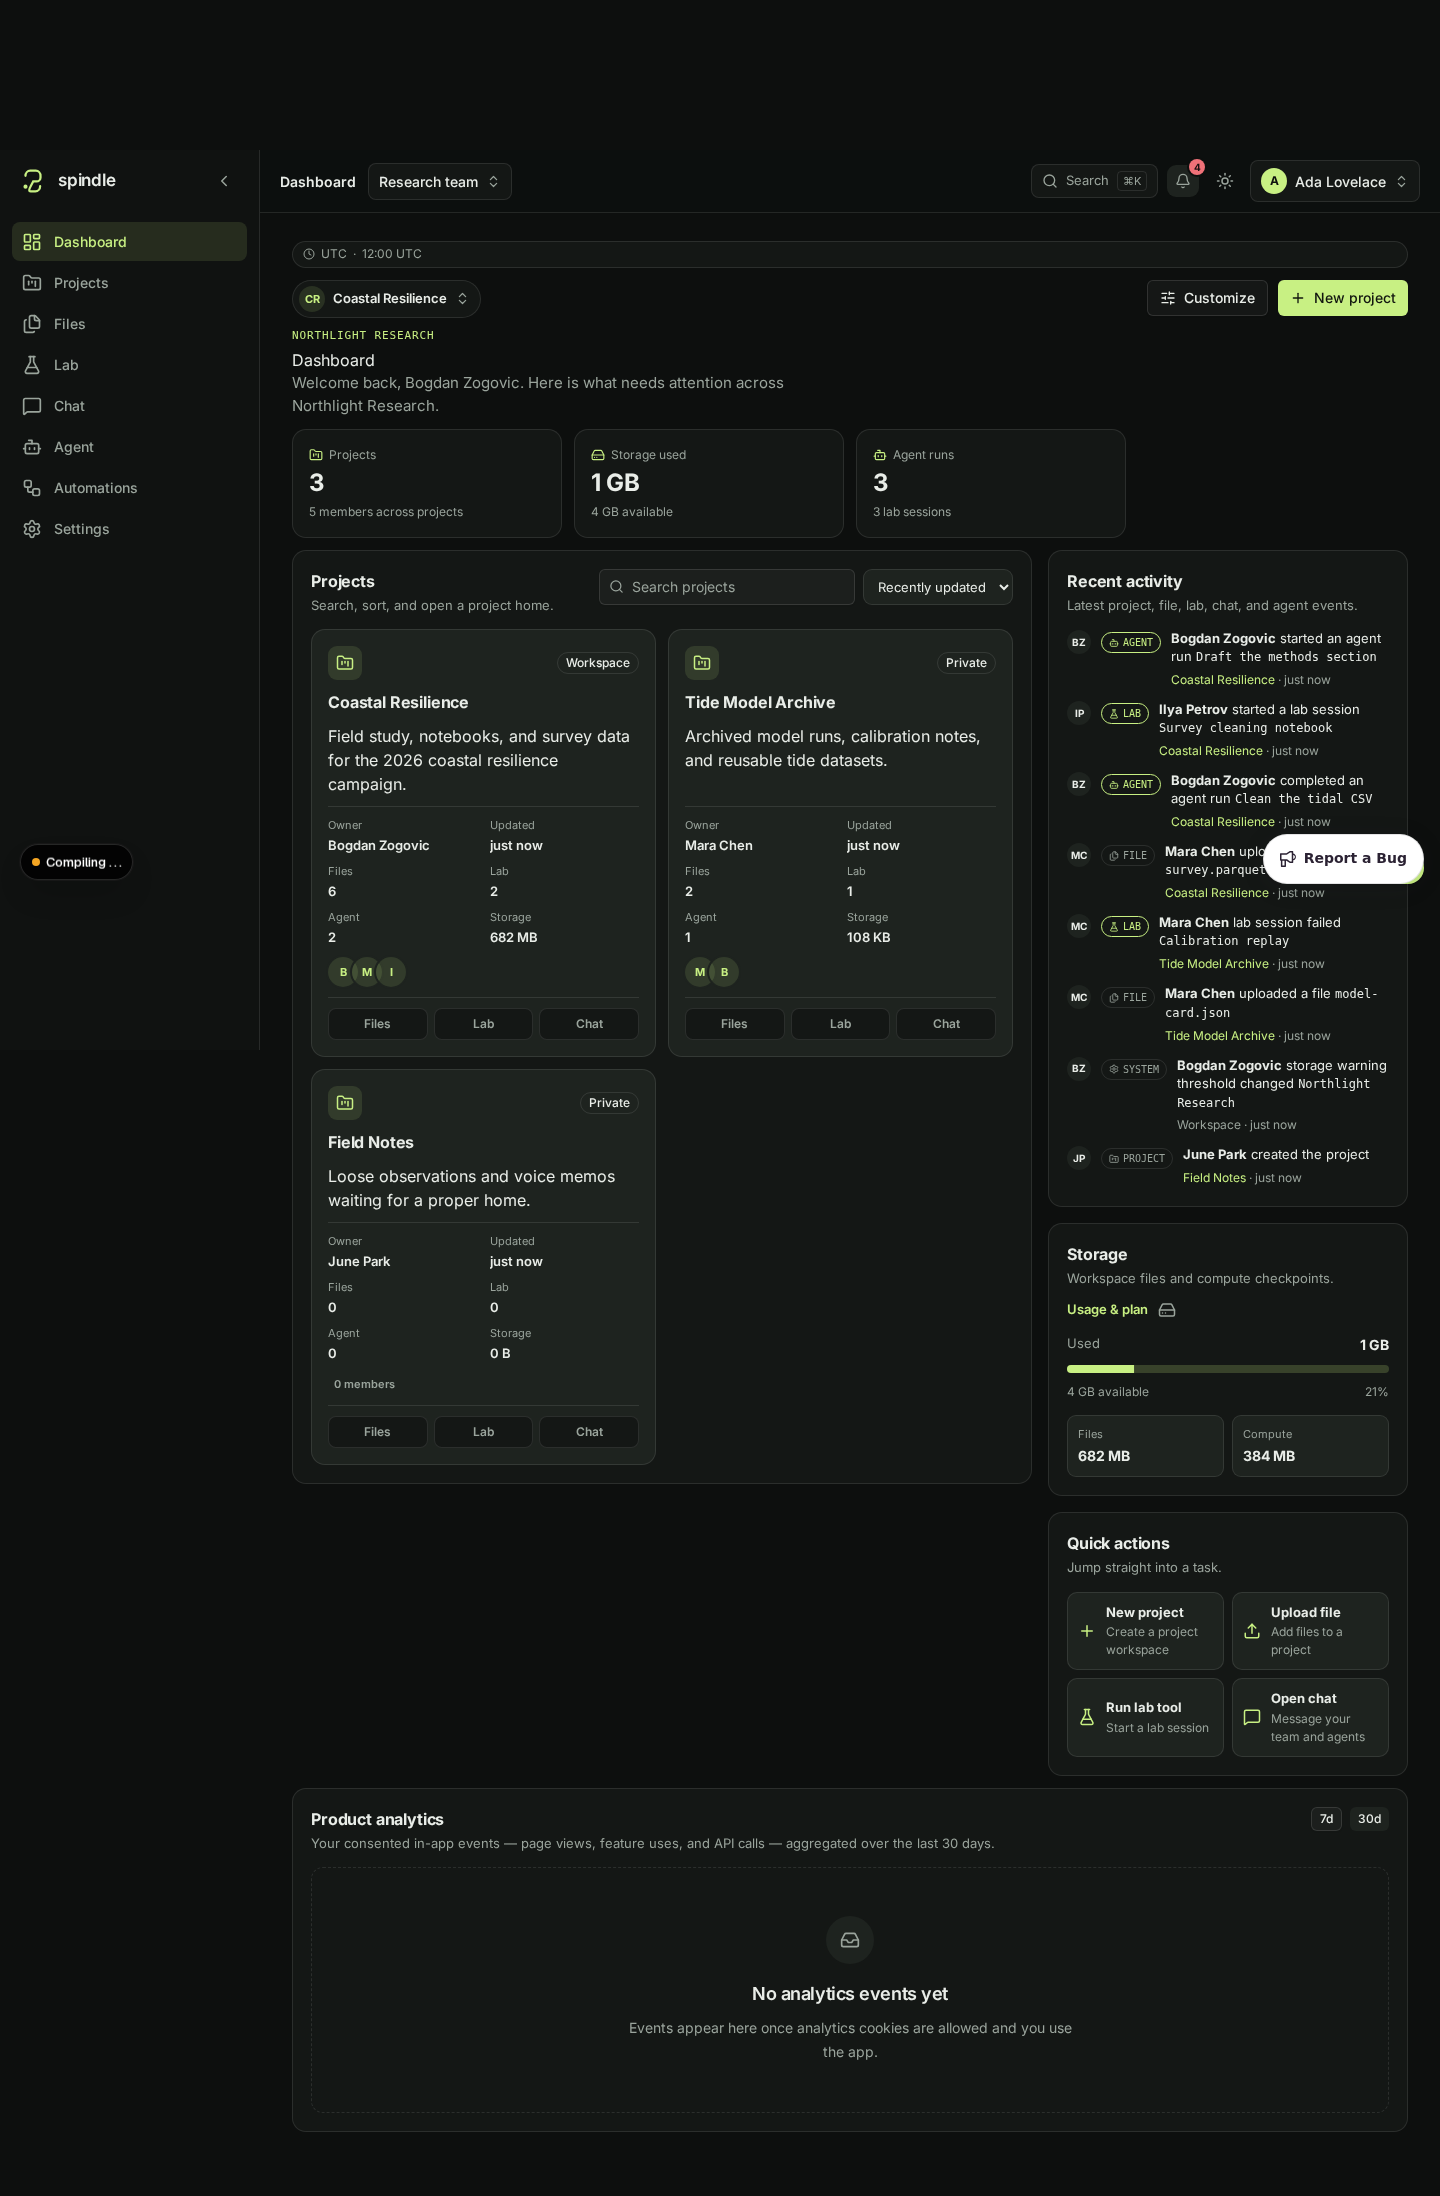 spindle
Dashboard
Projects
Files
Lab
Chat
Agent
Automations
Settings
Compiling ...
Dashboard
Research team
Search ⌘K
4
A Ada Lovelace
UTC · 12:00 UTC
CR Coastal Resilience
Customize
New project
NORTHLIGHT RESEARCH
Dashboard
Welcome back, Bogdan Zogovic. Here is what needs attention across
Northlight Research.
Projects
3
5 members across projects
Storage used
1 GB
4 GB available
Agent runs
3
3 lab sessions
Projects
Search, sort, and open a project home.
Search projects
Recently updated
Workspace
Coastal Resilience
Field study, notebooks, and survey data
for the 2026 coastal resilience
campaign.
Owner Updated
Bogdan Zogovic just now
Files Lab
6 2
Agent Storage
2 682 MB
B M I
Files Lab Chat
Private
Tide Model Archive
Archived model runs, calibration notes,
and reusable tide datasets.
Owner Updated
Mara Chen just now
Files Lab
2 1
Agent Storage
1 108 KB
M B
Files Lab Chat
Private
Field Notes
Loose observations and voice memos
waiting for a proper home.
Owner Updated
June Park just now
Files Lab
0 0
Agent Storage
0 0 B
0 members
Files Lab Chat
Recent activity
Latest project, file, lab, chat, and agent events.
BZ AGENT Bogdan Zogovic started an agent
run Draft the methods section
Coastal Resilience · just now
IP LAB Ilya Petrov started a lab session
Survey cleaning notebook
Coastal Resilience · just now
BZ AGENT Bogdan Zogovic completed an
agent run Clean the tidal CSV
Coastal Resilience · just now
MC FILE Mara Chen uplo
survey.parquet
Coastal Resilience · just now
Report a Bug
MC LAB Mara Chen lab session failed
Calibration replay
Tide Model Archive · just now
MC FILE Mara Chen uploaded a file model-
card.json
Tide Model Archive · just now
BZ SYSTEM Bogdan Zogovic storage warning
threshold changed Northlight
Research
Workspace · just now
JP PROJECT June Park created the project
Field Notes · just now
Storage
Workspace files and compute checkpoints.
Usage & plan
Used 1 GB
4 GB available 21%
Files
682 MB
Compute
384 MB
Quick actions
Jump straight into a task.
New project
Create a project
workspace
Upload file
Add files to a
project
Run lab tool
Start a lab session
Open chat
Message your
team and agents
Product analytics
7d 30d
Your consented in-app events — page views, feature uses, and API calls — aggregated over the last 30 days.
No analytics events yet
Events appear here once analytics cookies are allowed and you use
the app.